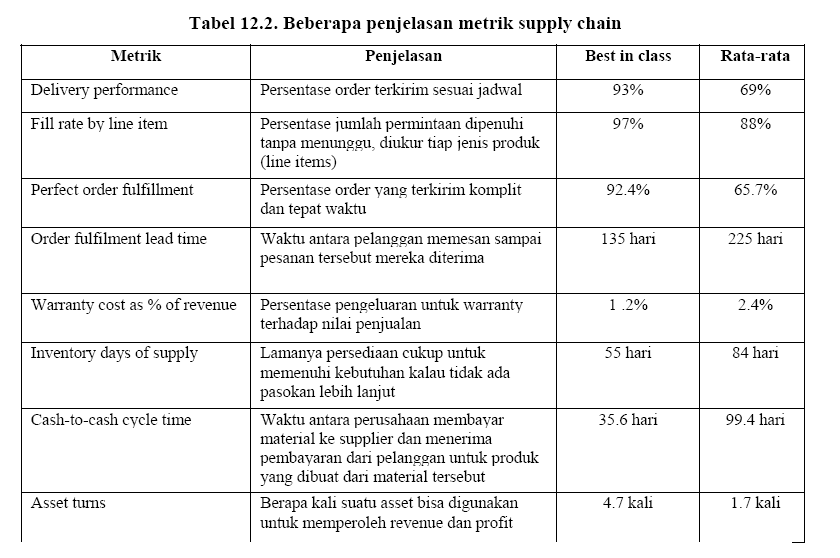 Tabel 12.2. Beberapa penjelasan metrik supply chain
Metrik Penjelasan Best in class Rata-rata
Delivery performance Persentase order terkirim sesuai jadwal 93% 69%
Fill rate by line item Persentase jumlah permintaan dipenuhi 97% 88%
tanpa menunggu, diukur tiap jenis produk
(line items)
Perfect order fulfillment Persentase order yang terkirim komplit 92.4% 65.7%
dan tepat waktu
Order fulfilment lead time Waktu antara pelanggan memesan sampai 135 hari 225 hari
pesanan tersebut mereka diterima
Warranty cost as % of revenue Persentase pengeluaran untuk warranty 1 .2% 2.4%
terhadap nilai penjualan
Inventory days of supply Lamanya persediaan cukup untuk 55 hari 84 hari
memenuhi kebutuhan kalau tidak ada
pasokan lebih lanjut
Cash-to-cash cycle time Waktu antara perusahaan membayar 35.6 hari 99.4 hari
material ke supplier dan menerima
pembayaran dari pelanggan untuk produk
yang dibuat dari material tersebut
Asset turns Berapa kali suatu asset bisa digunakan 4.7 kali 1.7 kali
untuk memperoleh revenue dan profit